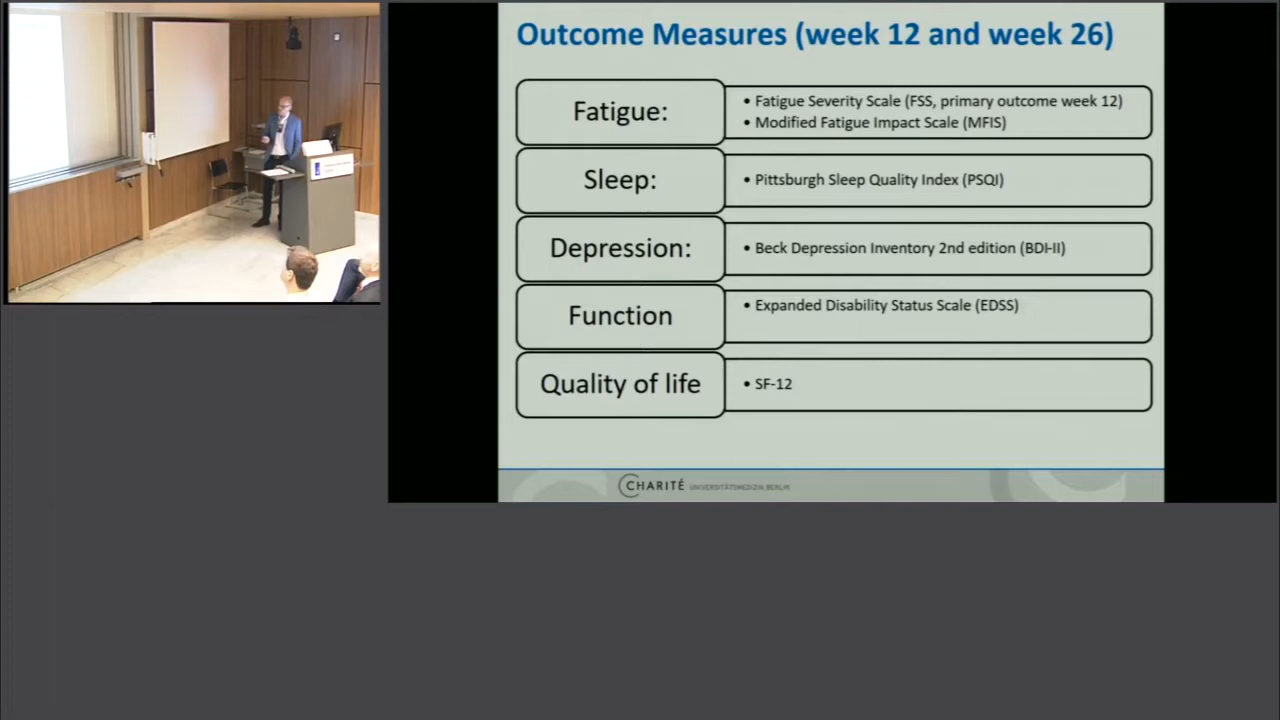 Outcome Measures (week 12 and week 26)
Fatigue:
• Fatigue Severity Scale (FSS, primary outcome week 12)
• Modified Fatigue Impact Scale (MFIS)
Sleep:
• Pittsburgh Sleep Quality Index (PSQI)
Depression:
• Beck Depression Inventory 2nd edition (BDI-II)
Function
• Expanded Disability Status Scale (EDSS)
Quality of life
• SF-12
CHARITÉ UNIVERSITÄTSMEDIZIN BERLIN